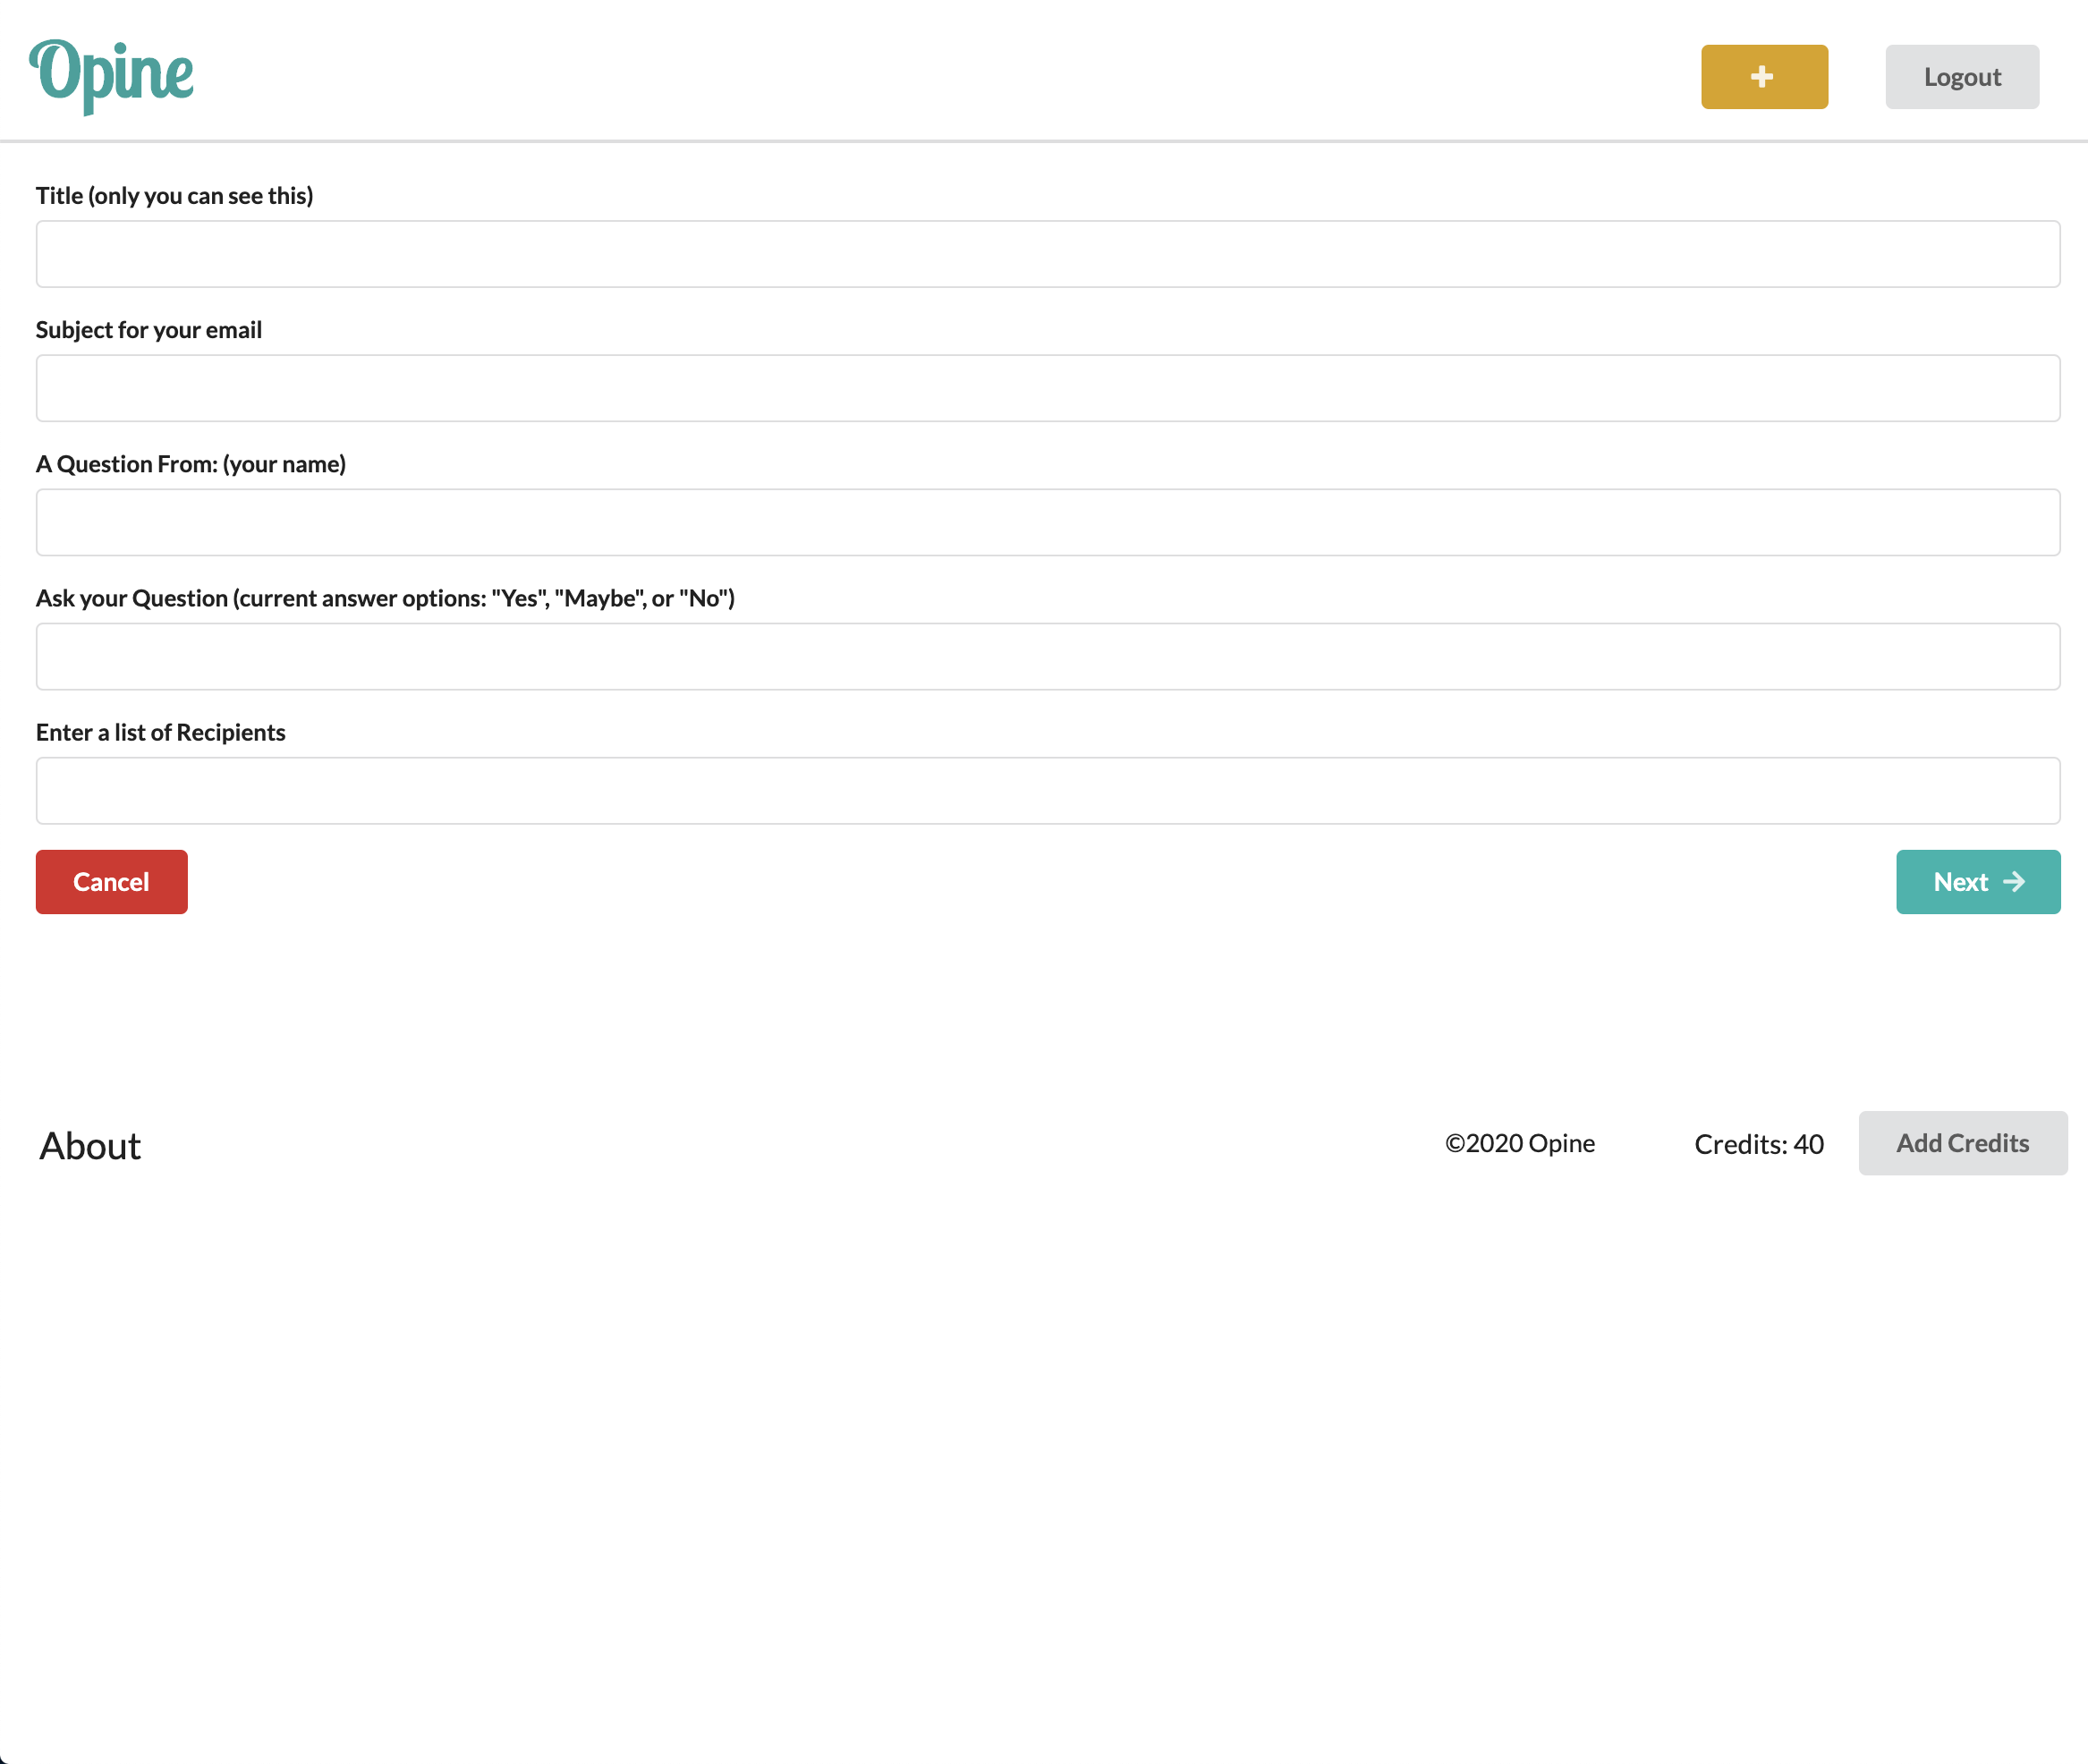 Opine
Logout
Title (only you can see this)
Subject for your email
A Question From: (your name)
Ask your Question (current answer options: "Yes", "Maybe", or "No")
Enter a list of Recipients
Cancel
Next
About
©2020 Opine
Credits: 40
Add Credits